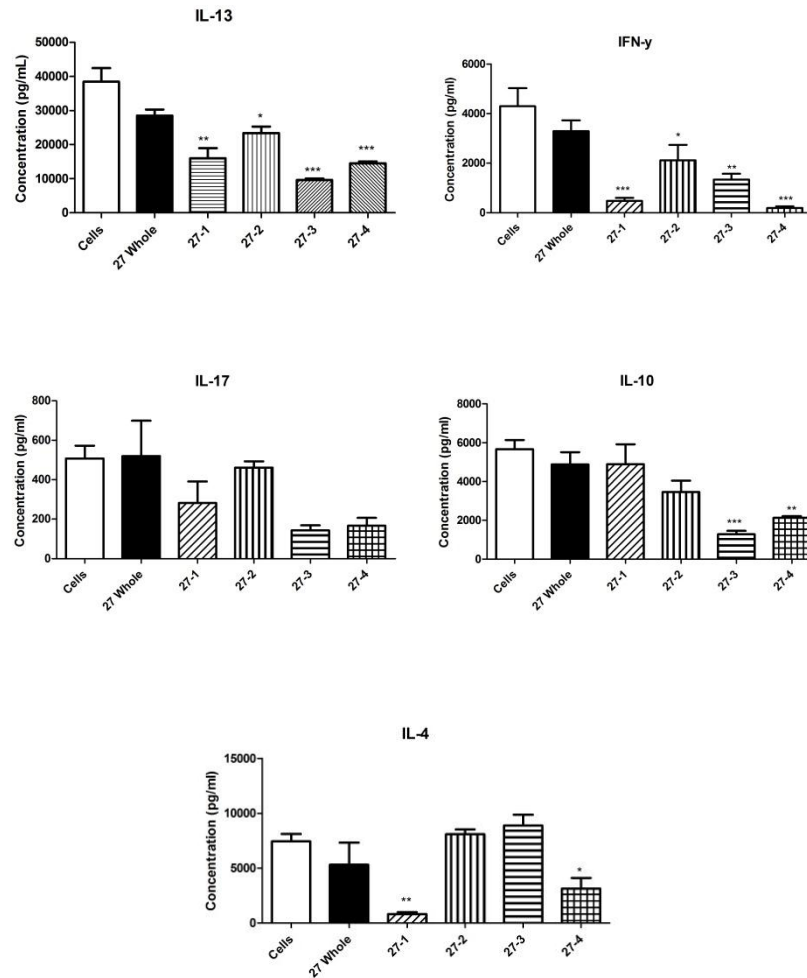 IL-13
Concentration (pg/mL)
50000
40000
30000
20000
10000
0
** * *** ***
Cells 27 Whole 27-1 27-2 27-3 27-4
IFN-y
Concentration (pg/ml)
6000
4000
2000
0
*** * ** ***
Cells 27 Whole 27-1 27-2 27-3 27-4
IL-17
Concentration (pg/ml)
800
600
400
200
0
Cells 27 Whole 27-1 27-2 27-3 27-4
IL-10
Concentration (pg/ml)
8000
6000
4000
2000
0
*** **
Cells 27 Whole 27-1 27-2 27-3 27-4
IL-4
Concentration (pg/ml)
15000
10000
5000
0
** *
Cells 27 Whole 27-1 27-2 27-3 27-4